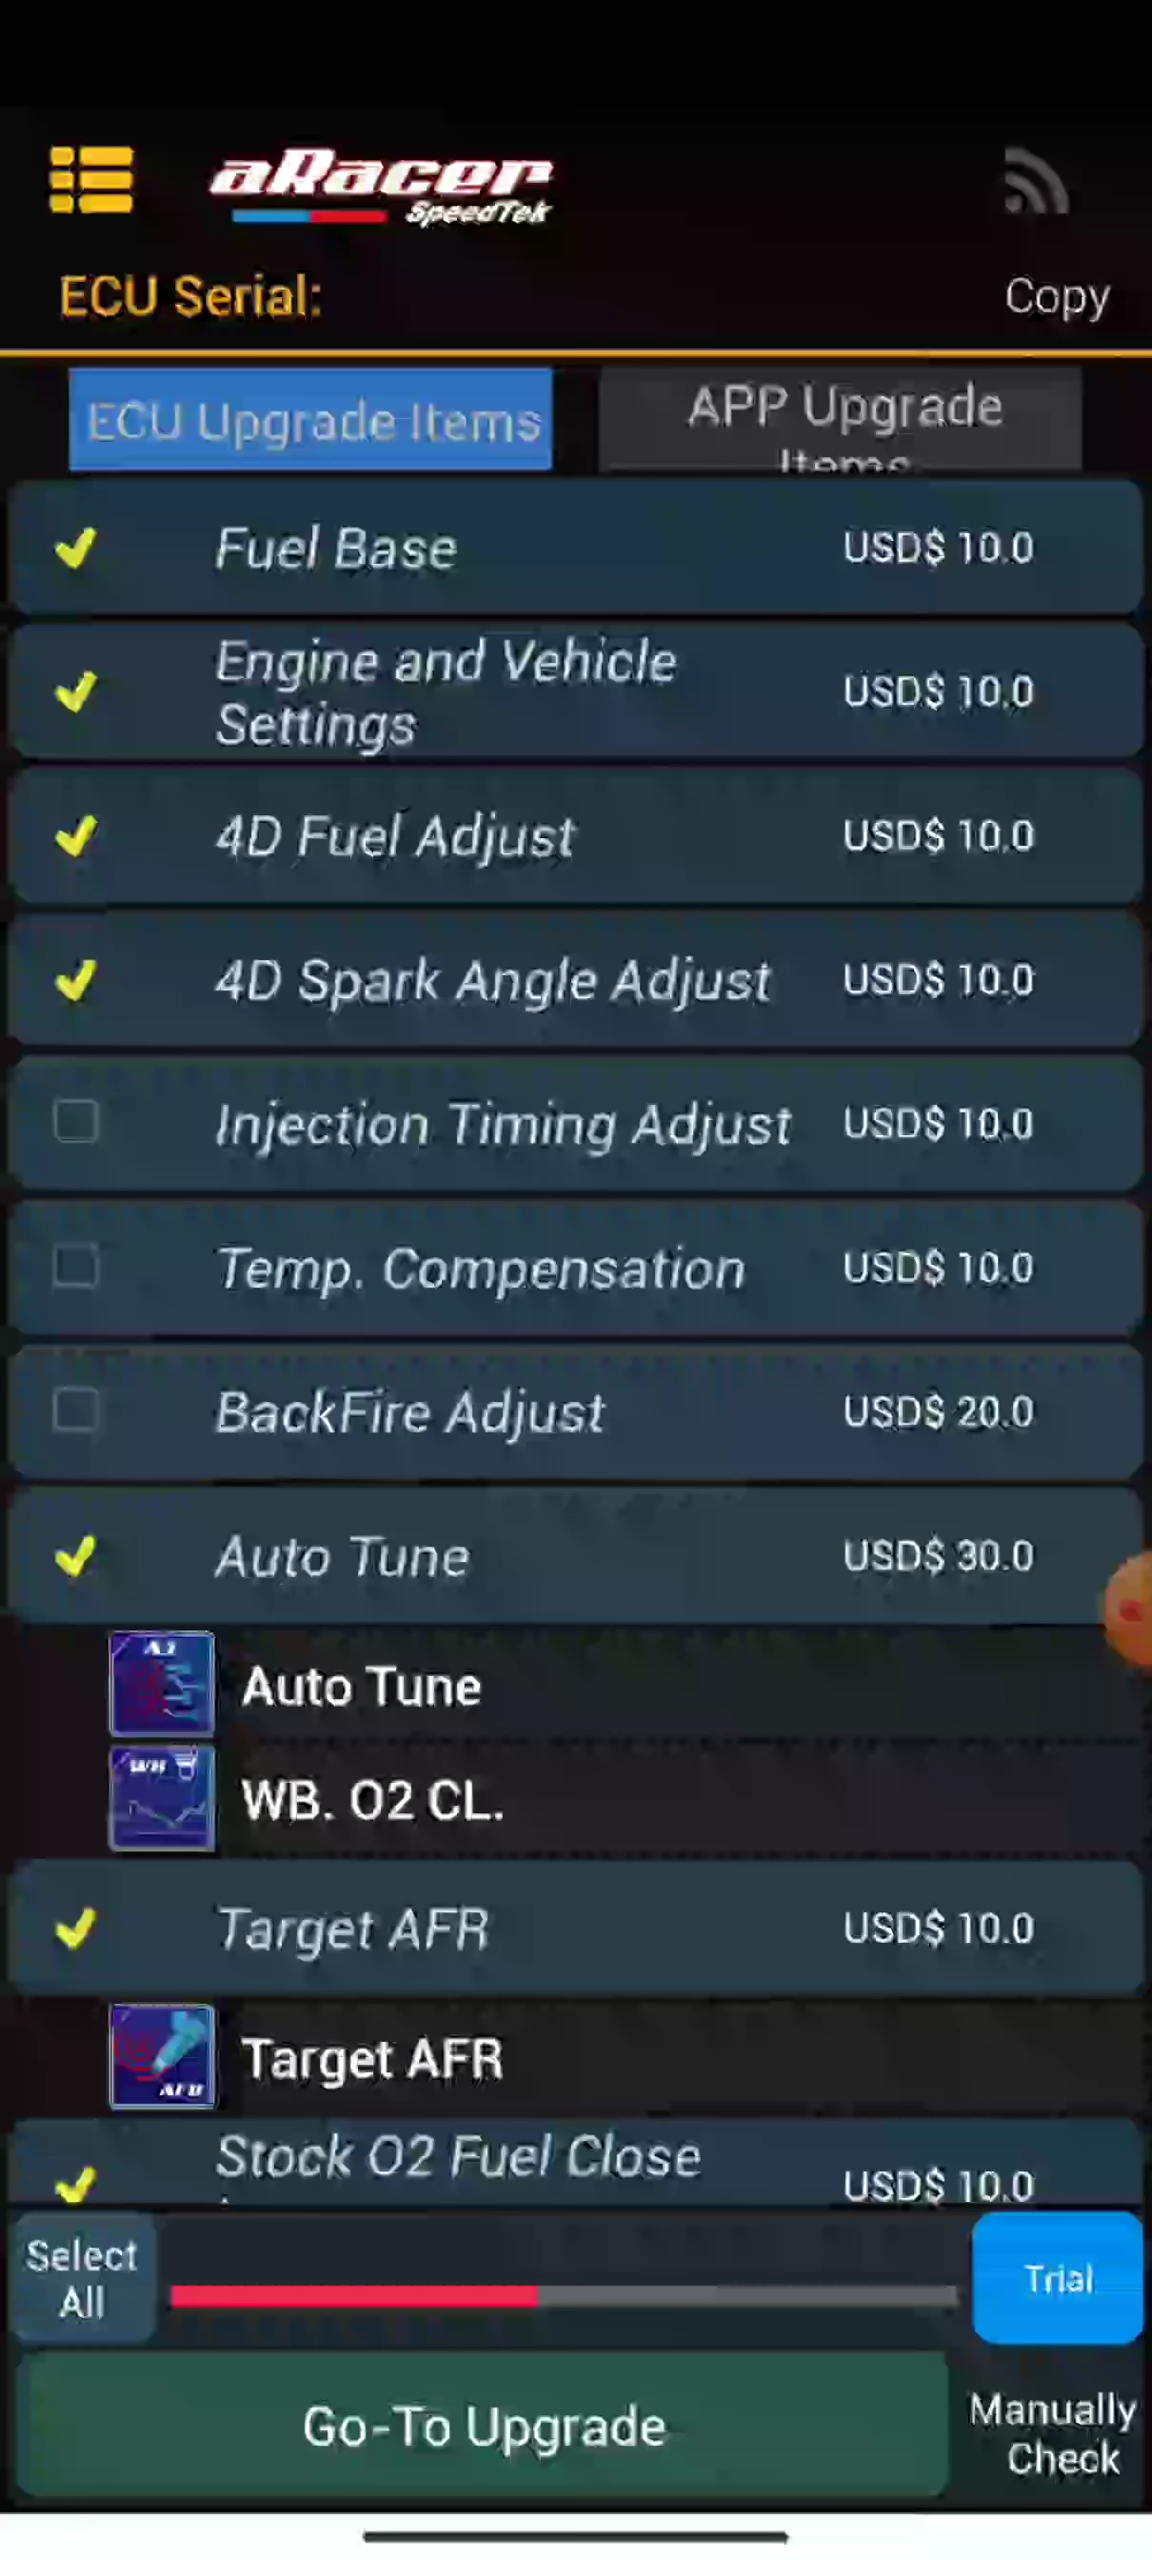 aRacer
SpeedTek
ECU Serial:
Copy
ECU Upgrade Items
APP Upgrade
Items
Fuel Base
USD$ 10.0
Engine and Vehicle
Settings
USD$ 10.0
4D Fuel Adjust
USD$ 10.0
4D Spark Angle Adjust
USD$ 10.0
Injection Timing Adjust
USD$ 10.0
Temp. Compensation
USD$ 10.0
BackFire Adjust
USD$ 20.0
Auto Tune
USD$ 30.0
Auto Tune
WB. O2 CL.
Target AFR
USD$ 10.0
Target AFR
Stock O2 Fuel Close
USD$ 10.0
Select
All
Trial
Go-To Upgrade
Manually
Check